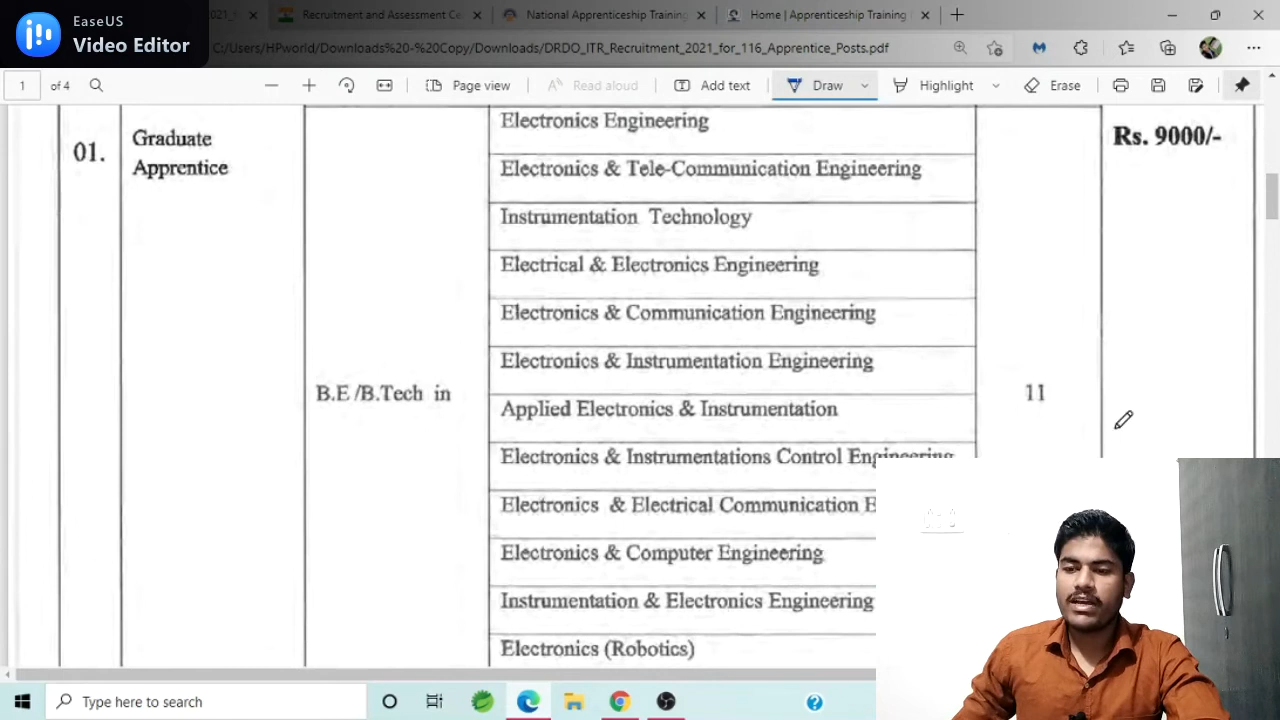 EaseUS
Video Editor
2021_
Recruitment and Assessment Ce
National Apprenticeship Training
Home | Apprenticeship Training
C:/Users/HPworld/Downloads%20-%20Copy/Downloads/DRDO_ITR_Recruitment_2021_for_116_Apprentice_Posts.pdf
1 of 4
Page view
Read aloud
Add text
Draw
Highlight
Erase
01.
Graduate
Apprentice
B.E /B.Tech in
Electronics Engineering
Electronics & Tele-Communication Engineering
Instrumentation Technology
Electrical & Electronics Engineering
Electronics & Communication Engineering
Electronics & Instrumentation Engineering
Applied Electronics & Instrumentation
Electronics & Instrumentations Control Engineering
Electronics & Electrical Communication E
Electronics & Computer Engineering
Instrumentation & Electronics Engineering
Electronics (Robotics)
11
Rs. 9000/-
Type here to search